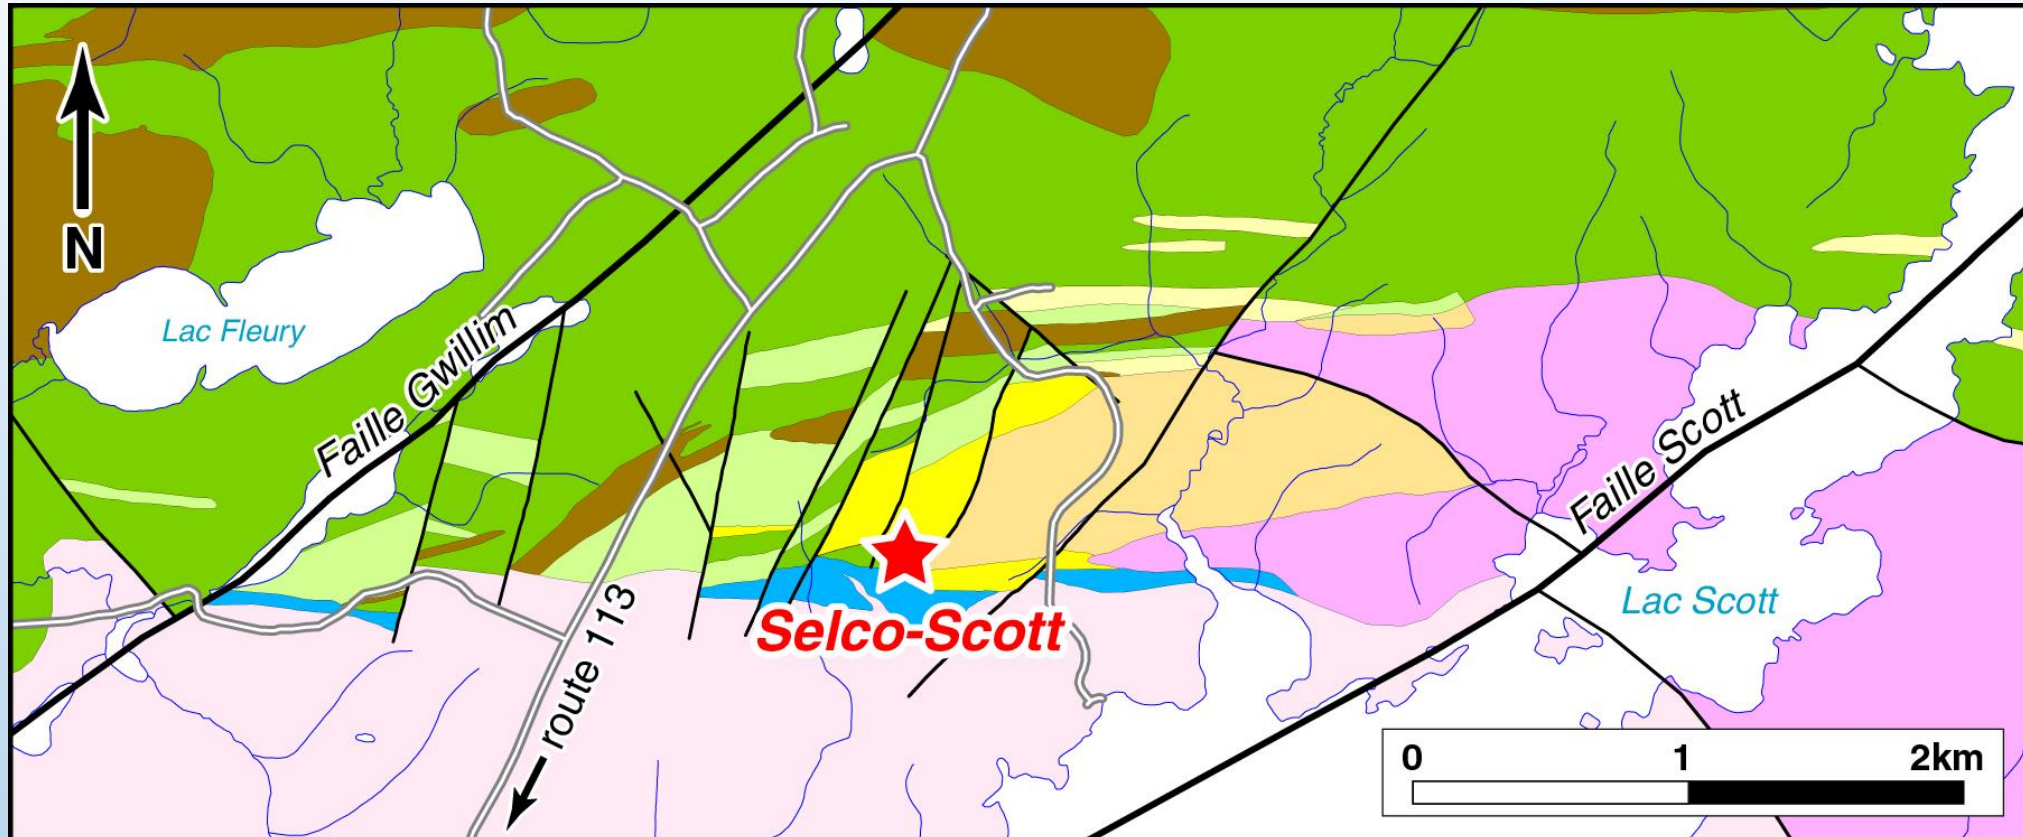 N
Lac Fleury
Faille Gwillim
Faille Scott
Lac Scott
Selco-Scott
route 113
0 1 2km